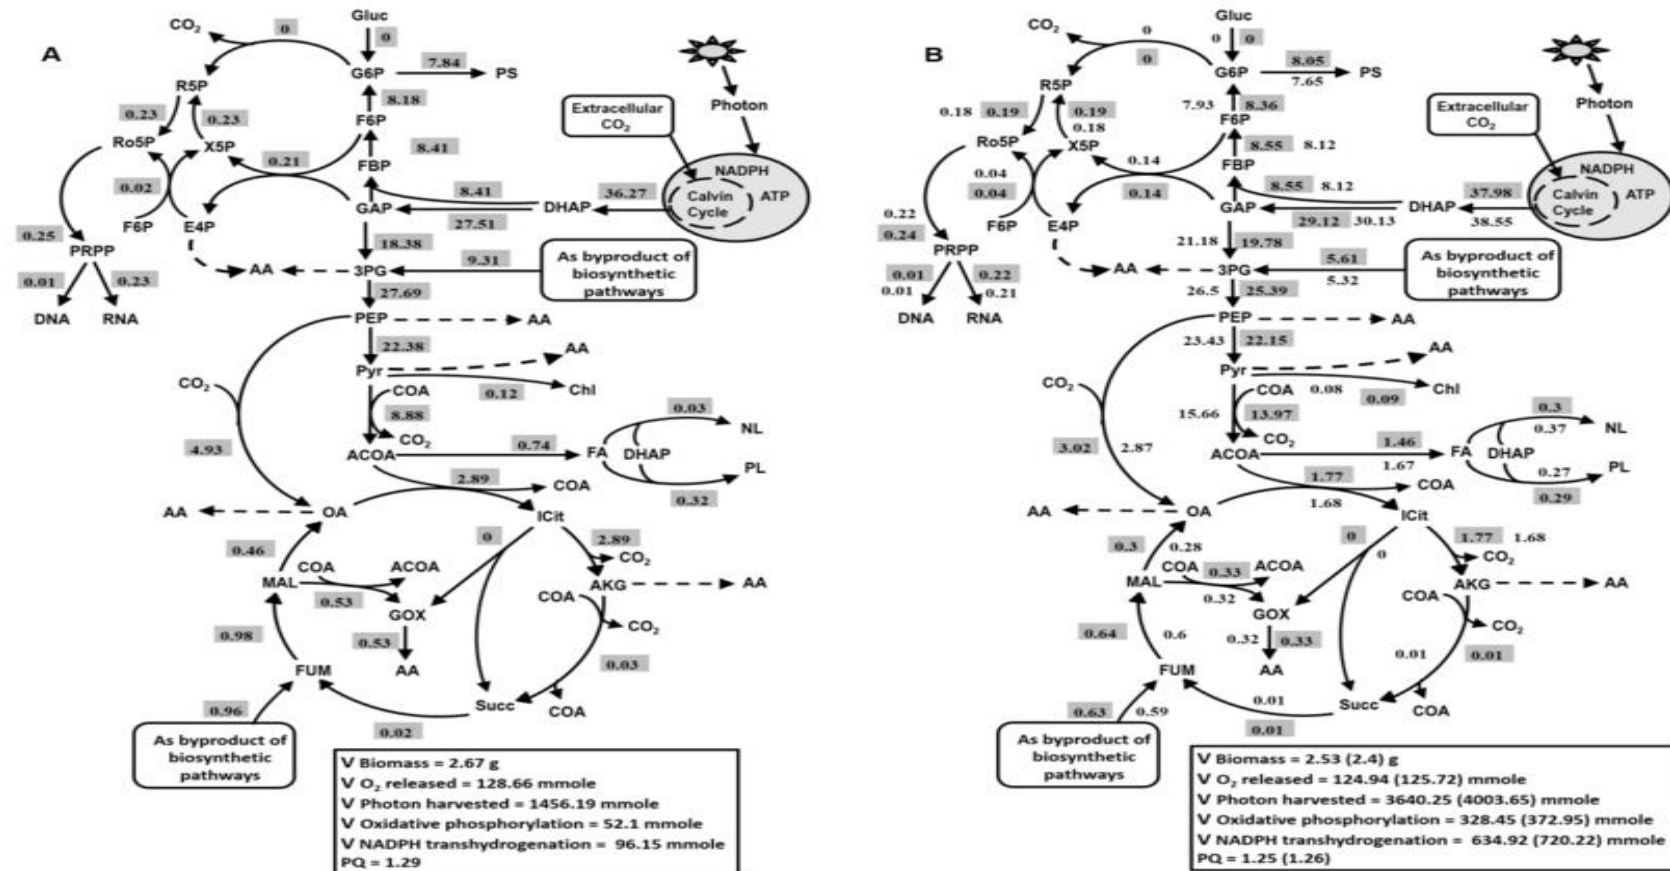 A
Gluc
0
CO2
0
G6P
7.84
PS
R5P
8.18
Photon
0.23
0.23
F6P
Extracellular
CO2
Ro5P
X5P
8.41
0.21
FBP
NADPH
0.02
8.41
36.27
Calvin
Cycle
ATP
GAP
DHAP
27.51
F6P
E4P
0.25
PRPP
18.38
9.31
As byproduct of
biosynthetic
pathways
AA
3PG
0.01
0.23
27.69
DNA
RNA
PEP
AA
22.38
AA
Pyr
CO2
COA
0.12
Chl
8.88
0.03
CO2
0.74
NL
4.93
ACOA
FA
DHAP
PL
2.89
COA
0.32
AA
OA
ICit
0.46
0
2.89
CO2
COA
ACOA
MAL
AKG
AA
0.53
COA
GOX
CO2
0.98
0.53
0.03
FUM
AA
0.96
Succ
COA
0.02
As byproduct of
biosynthetic
pathways
V Biomass = 2.67 g
V O2 released = 128.66 mmole
V Photon harvested = 1456.19 mmole
V Oxidative phosphorylation = 52.1 mmole
V NADPH transhydrogenation = 96.15 mmole
PQ = 1.29
B
Gluc
0 0
CO2
0
0
G6P
8.05
7.65
PS
R5P
7.93 8.36
Photon
0.18 0.19
0.19
0.18
F6P
Extracellular
CO2
Ro5P
X5P
8.55 8.12
0.14
FBP
NADPH
0.04
0.04
0.14
8.55 8.12
37.98
Calvin
Cycle
ATP
GAP
DHAP
29.12 30.13
38.55
0.22
0.24
F6P
E4P
PRPP
21.18 19.78
5.61
5.32
As byproduct of
biosynthetic
pathways
AA
3PG
0.01
0.01
0.22
0.21
26.5 25.39
DNA
RNA
PEP
AA
23.43 22.15
AA
Pyr
CO2
COA
0.08
0.09
Chl
15.66 13.97
0.3
0.37
CO2
1.46
NL
3.02 2.87
ACOA
FA
DHAP
1.67
0.27
PL
1.77
COA
0.29
1.68
AA
OA
ICit
0.3 0.28
0
0
1.77 1.68
CO2
COA
0.33
ACOA
MAL
AKG
AA
0.32
COA
GOX
CO2
0.64 0.6
0.32 0.33
0.01 0.01
FUM
AA
0.63 0.59
0.01
Succ
COA
0.01
As byproduct of
biosynthetic
pathways
V Biomass = 2.53 (2.4) g
V O2 released = 124.94 (125.72) mmole
V Photon harvested = 3640.25 (4003.65) mmole
V Oxidative phosphorylation = 328.45 (372.95) mmole
V NADPH transhydrogenation = 634.92 (720.22) mmole
PQ = 1.25 (1.26)